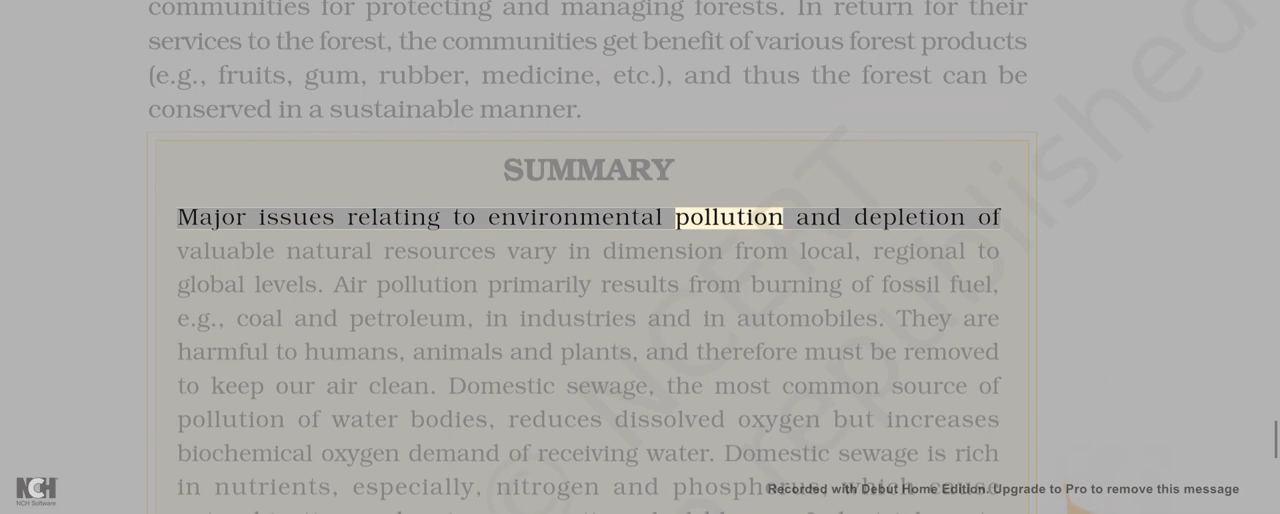 communities for protecting and managing forests. In return for their
services to the forest, the communities get benefit of various forest products
(e.g., fruits, gum, rubber, medicine, etc.), and thus the forest can be
conserved in a sustainable manner.
SUMMARY
Major issues relating to environmental pollution and depletion of
valuable natural resources vary in dimension from local, regional to
global levels. Air pollution primarily results from burning of fossil fuel,
e.g., coal and petroleum, in industries and in automobiles. They are
harmful to humans, animals and plants, and therefore must be removed
to keep our air clean. Domestic sewage, the most common source of
pollution of water bodies, reduces dissolved oxygen but increases
biochemical oxygen demand of receiving water. Domestic sewage is rich
in nutrients, especially, nitrogen and
Recorded with Debut Home Edition. Upgrade to Pro to remove this message
NCH
NCH Software
© NCERT
republished